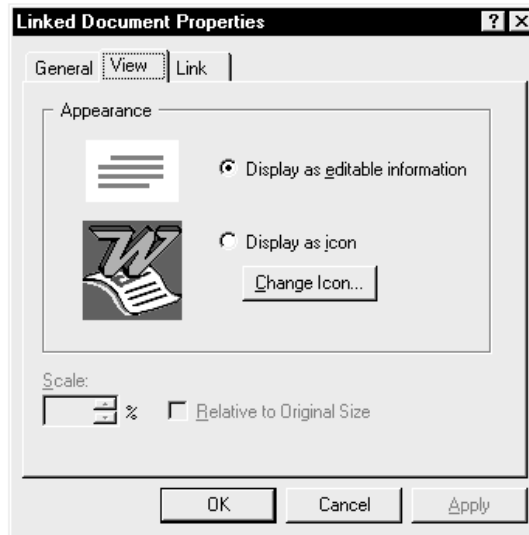 Linked Document Properties
General View Link
Appearance
Display as editable information
W
Display as icon
Change Icon...
Scale:
% Relative to Original Size
OK Cancel Apply